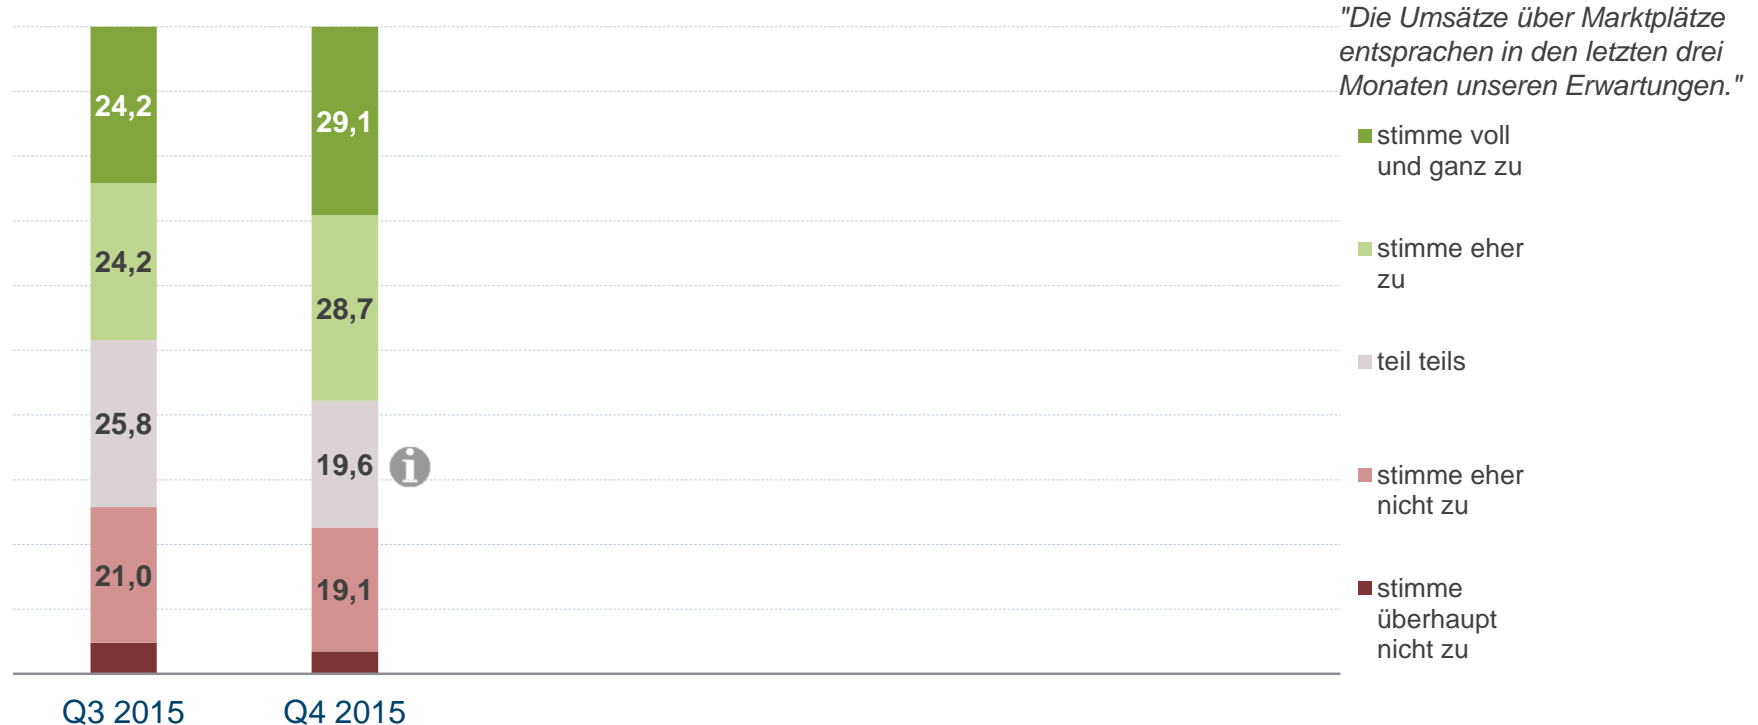 "Die Umsätze über Marktplätze
entsprachen in den letzten drei
Monaten unseren Erwartungen."
24,2
24,2
25,8
21,0
29,1
28,7
19,6
i
19,1
stimme voll
und ganz zu
stimme eher
zu
teil teils
stimme eher
nicht zu
stimme
überhaupt
nicht zu
Q3 2015
Q4 2015